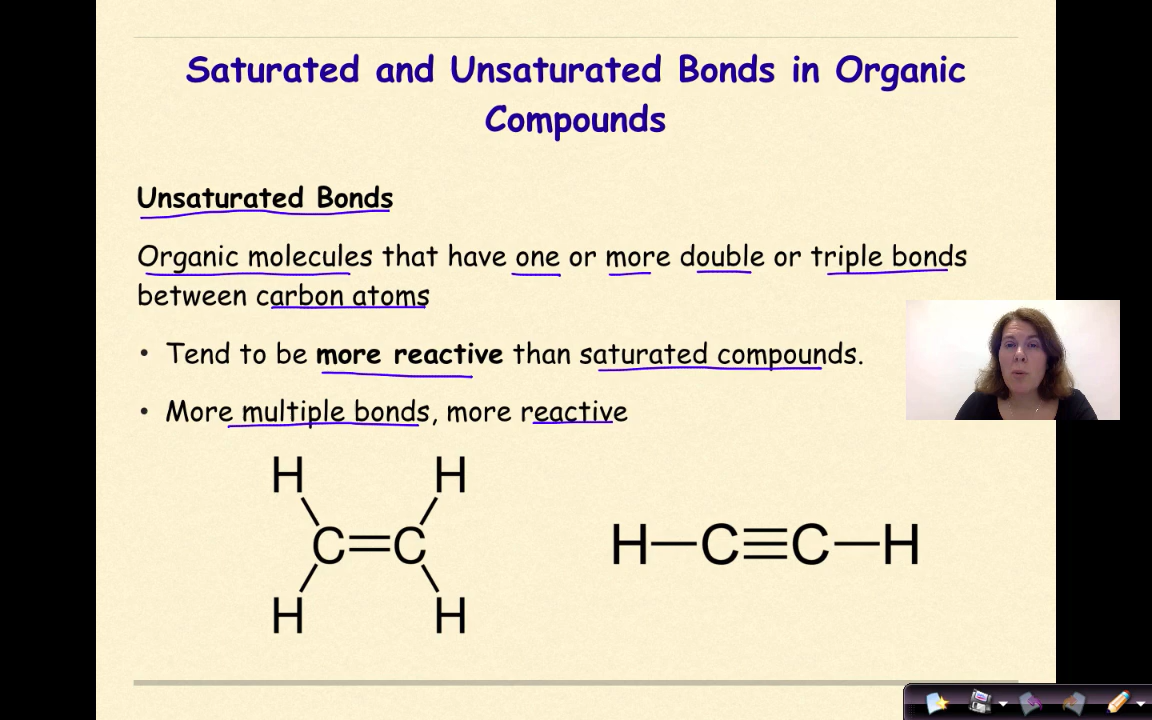 Saturated and Unsaturated Bonds in Organic
Compounds
Unsaturated Bonds
Organic molecules that have one or more double or triple bonds
between carbon atoms
• Tend to be more reactive than saturated compounds.
• More multiple bonds, more reactive
H H
C=C
H H
H—C≡C—H